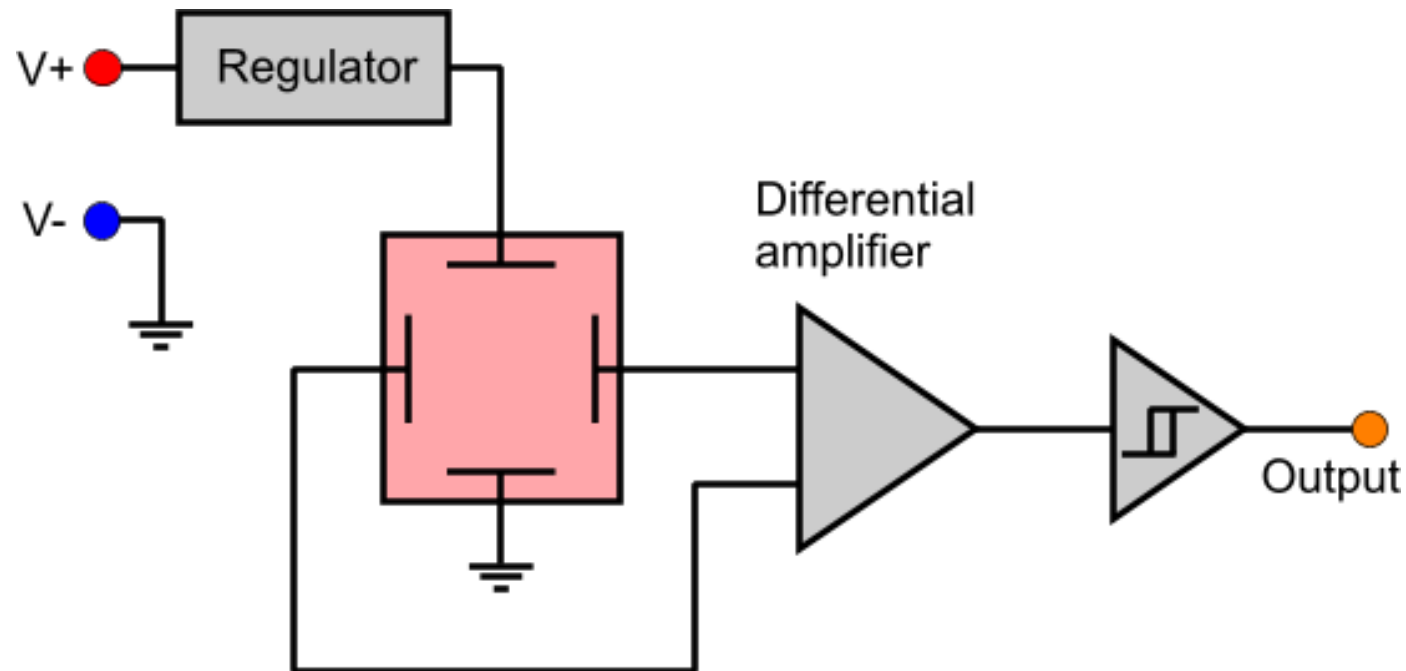 V+
Regulator
V-
Differential
amplifier
Output